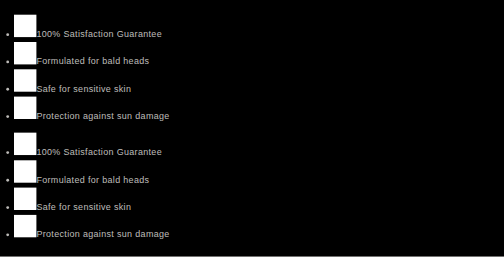 100% Satisfaction Guarantee
Formulated for bald heads
Safe for sensitive skin
Protection against sun damage
100% Satisfaction Guarantee
Formulated for bald heads
Safe for sensitive skin
Protection against sun damage